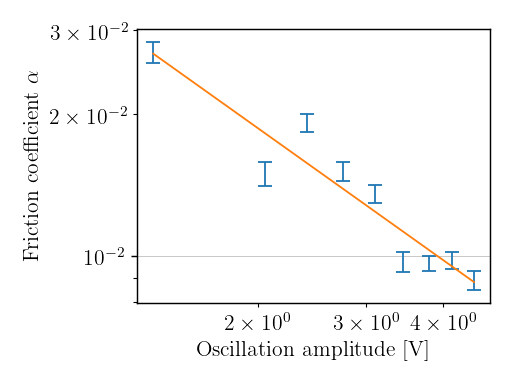 3 × 10⁻²
2 × 10⁻²
10⁻²
Friction coefficient α
2 × 10⁰
3 × 10⁰
4 × 10⁰
Oscillation amplitude [V]